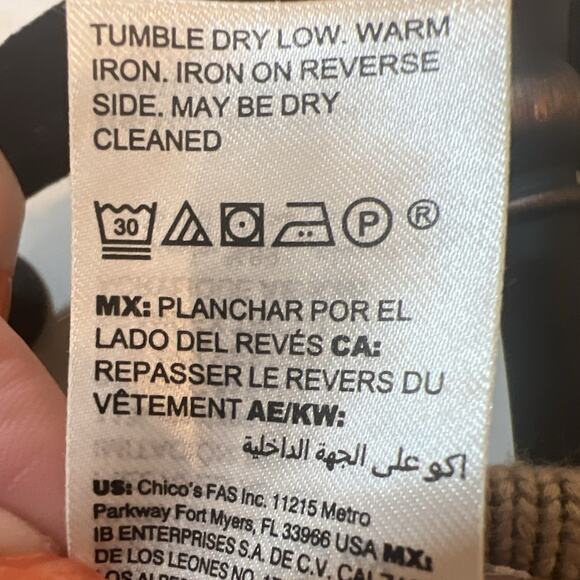 TUMBLE DRY LOW. WARM
IRON. IRON ON REVERSE
SIDE. MAY BE DRY
CLEANED
30 P ®
MX: PLANCHAR POR EL
LADO DEL REVÉS CA:
REPASSER LE REVERS DU
VÊTEMENT AE/KW:
اكو على الجهة الداخلية
US: Chico's FAS Inc. 11215 Metro
Parkway Fort Myers, FL 33966 USA MX:
IB ENTERPRISES S.A. DE C.V. CAL
DE LOS LEONES NO.